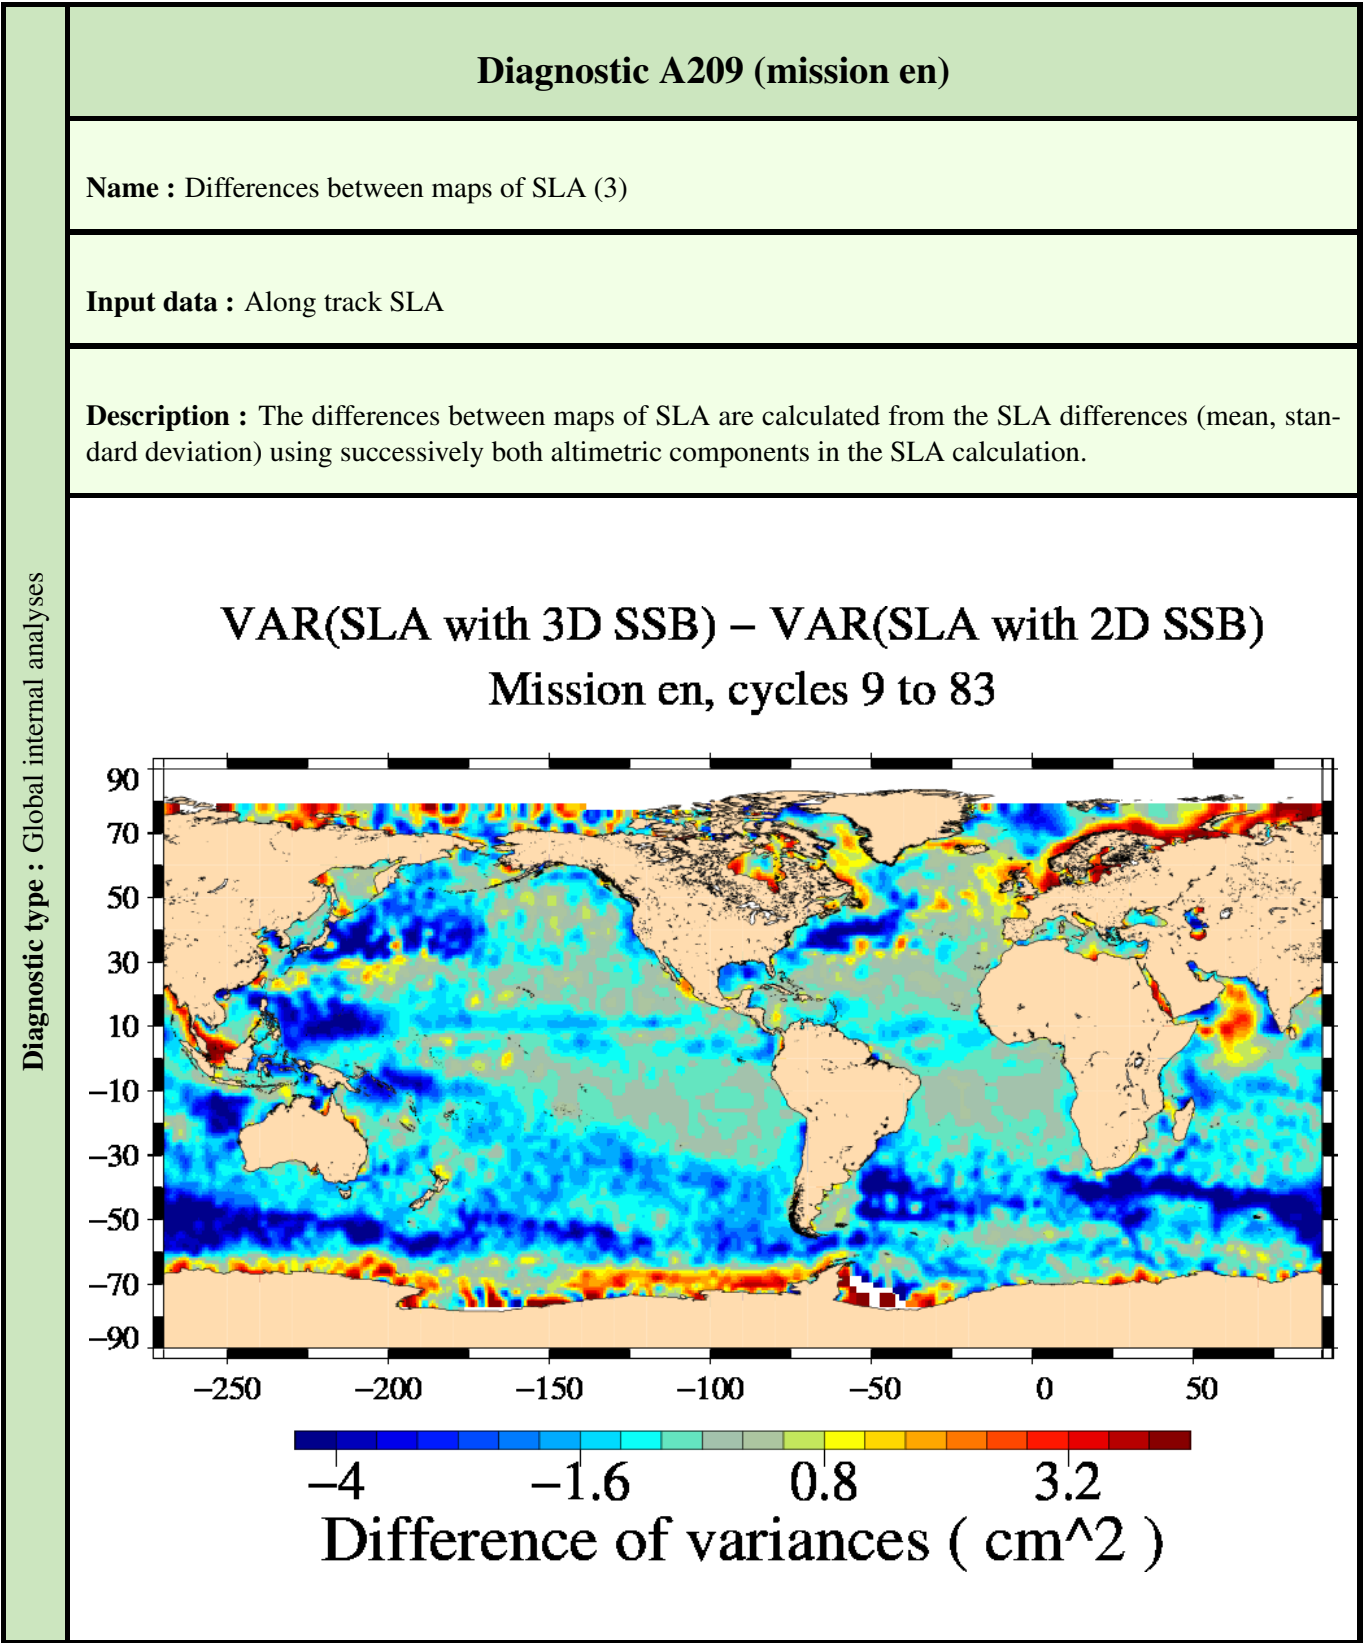 Diagnostic type : Global internal analyses
Diagnostic A209 (mission en)
Name : Differences between maps of SLA (3)
Input data : Along track SLA
Description : The differences between maps of SLA are calculated from the SLA differences (mean, stan-
dard deviation) using successively both altimetric components in the SLA calculation.
VAR(SLA with 3D SSB) – VAR(SLA with 2D SSB)
Mission en, cycles 9 to 83
90
70
50
30
10
–10
–30
–50
–70
–90
–250 –200 –150 –100 –50 0 50
–4 –1.6 0.8 3.2
Difference of variances ( cm^2 )